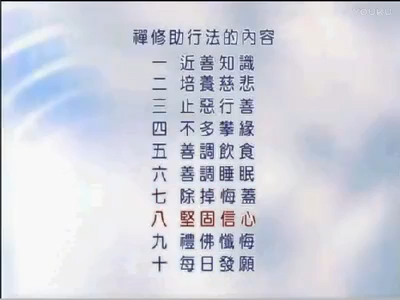 禪修助行法的內容
一 近善知識
二 培養慈悲
三 止惡行善
四 不多攀緣
五 善調飲食
六 善調睡眠
七 除掉悔蓋
八 堅固信心
九 禮佛懺悔
十 每日發願